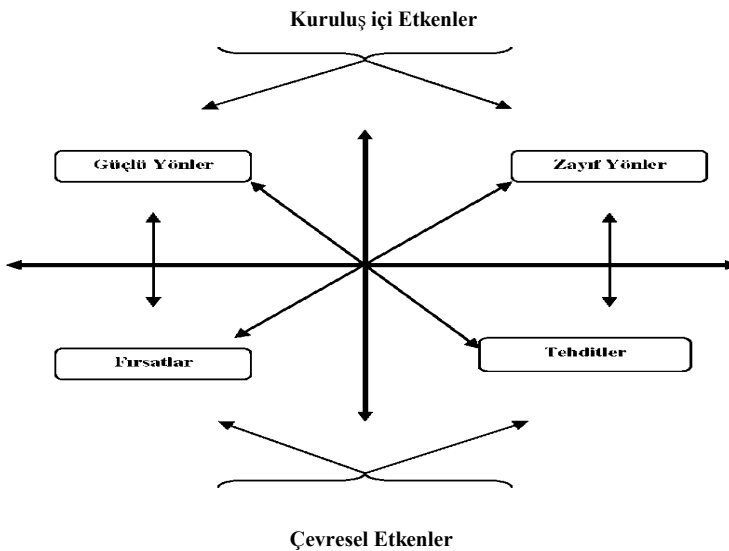 Kuruluş içi Etkenler
Güçlü Yönler
Zayıf Yönler
Fırsatlar
Tehditler
Çevresel Etkenler